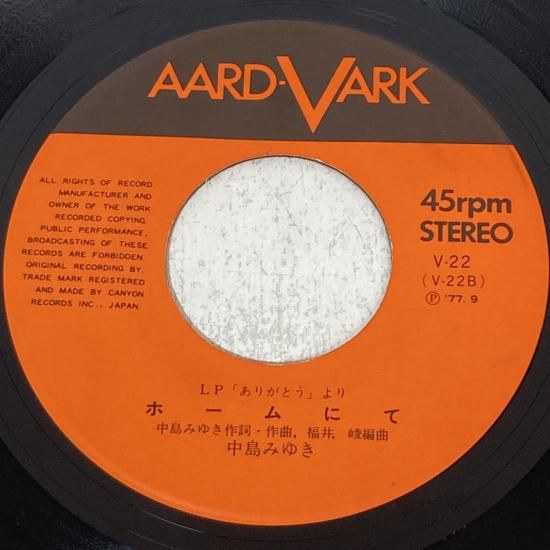 AARD-VARK
ALL RIGHTS OF RECORD
MANUFACTURER AND
OWNER OF THE WORK
RECORDED COPYING,
PUBLIC PERFORMANCE,
BROADCASTING OF THESE
RECORDS ARE FORBIDDEN.
ORIGINAL RECORDING BY,
TRADE MARK REGISTERED
AND MADE BY CANYON
RECORDS INC., JAPAN
45rpm
STEREO
V-22
(V-22B)
Ⓟ '77. 9
LP「ありがとう」より
ホームにて
中島みゆき作詞・作曲, 福井 崚編曲
中島みゆき